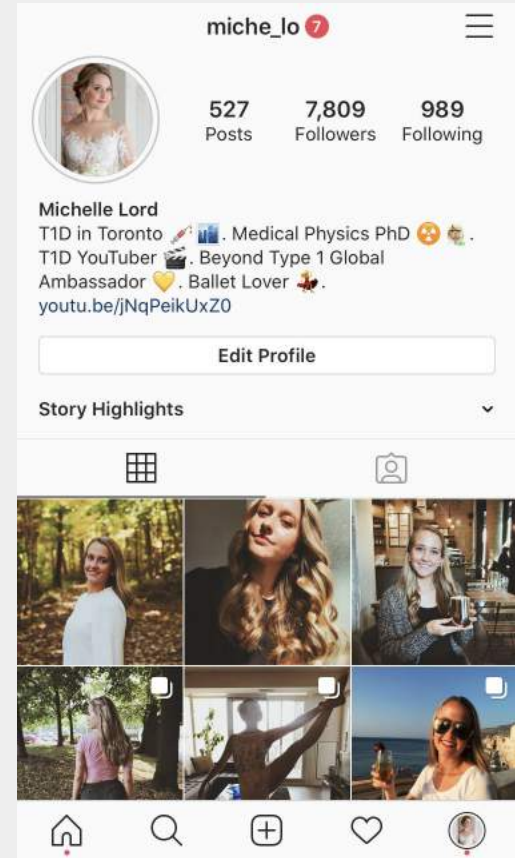 miche_lo 7
527 7,809 989
Posts Followers Following
Michelle Lord
T1D in Toronto 💉 🏙️. Medical Physics PhD ☢️ 👩‍🔬.
T1D YouTuber 🎬. Beyond Type 1 Global
Ambassador 💛. Ballet Lover 💃.
youtu.be/jNqPeikUxZ0
Edit Profile
Story Highlights